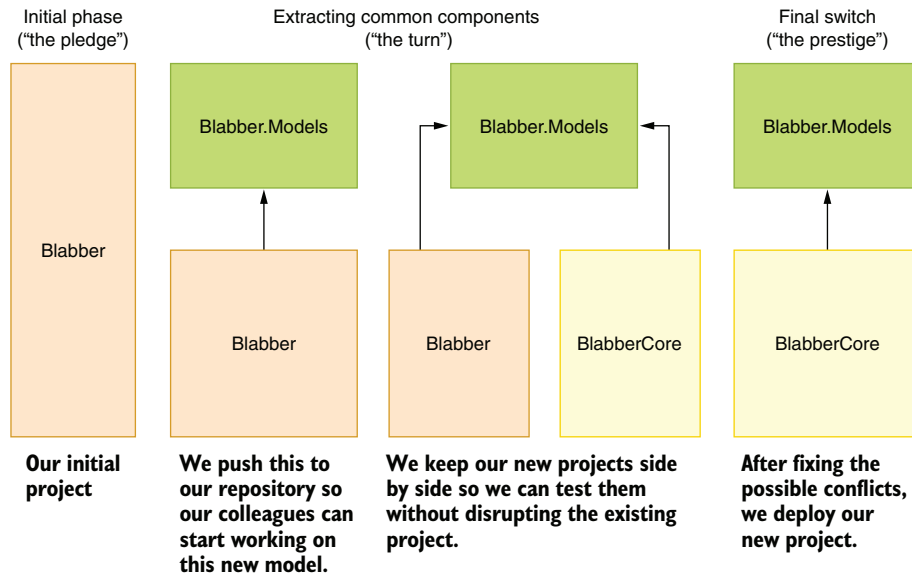 Initial phase
(“the pledge”)
Extracting common components
(“the turn”)
Final switch
(“the prestige”)
Blabber
Blabber.Models
Blabber
Blabber.Models
Blabber
BlabberCore
Blabber.Models
BlabberCore
Our initial
project
We push this to
our repository so
our colleagues can
start working on
this new model.
We keep our new projects side
by side so we can test them
without disrupting the existing
project.
After fixing the
possible conflicts,
we deploy our
new project.